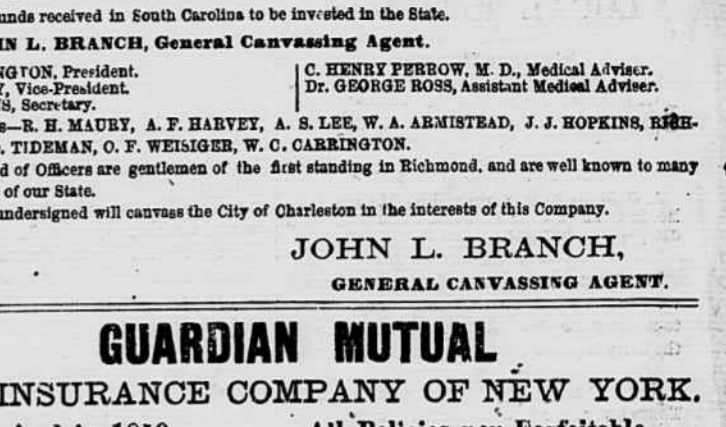 unds received in South Carolina to be invested in the State.
IN L. BRANCH, General Canvassing Agent.
NGTON, President.
Y, Vice-President.
S, Secretary.
C. HENRY PERROW, M. D., Medical Adviser.
Dr. GEORGE ROSS, Assistant Medical Adviser.
s—R. H. MAURY, A. F. HARVEY, A. S. LEE, W. A. ARMISTEAD, J. J. HOPKINS, RICH-
TIDEMAN, O. F. WEISIGER, W. C. CARRINGTON.
d of Officers are gentlemen of the first standing in Richmond, and are well known to many
of our State.
undersigned will canvass the City of Charleston in the interests of this Company.
JOHN L. BRANCH,
GENERAL CANVASSING AGENT.
GUARDIAN MUTUAL
INSURANCE COMPANY OF NEW YORK.
All Policies